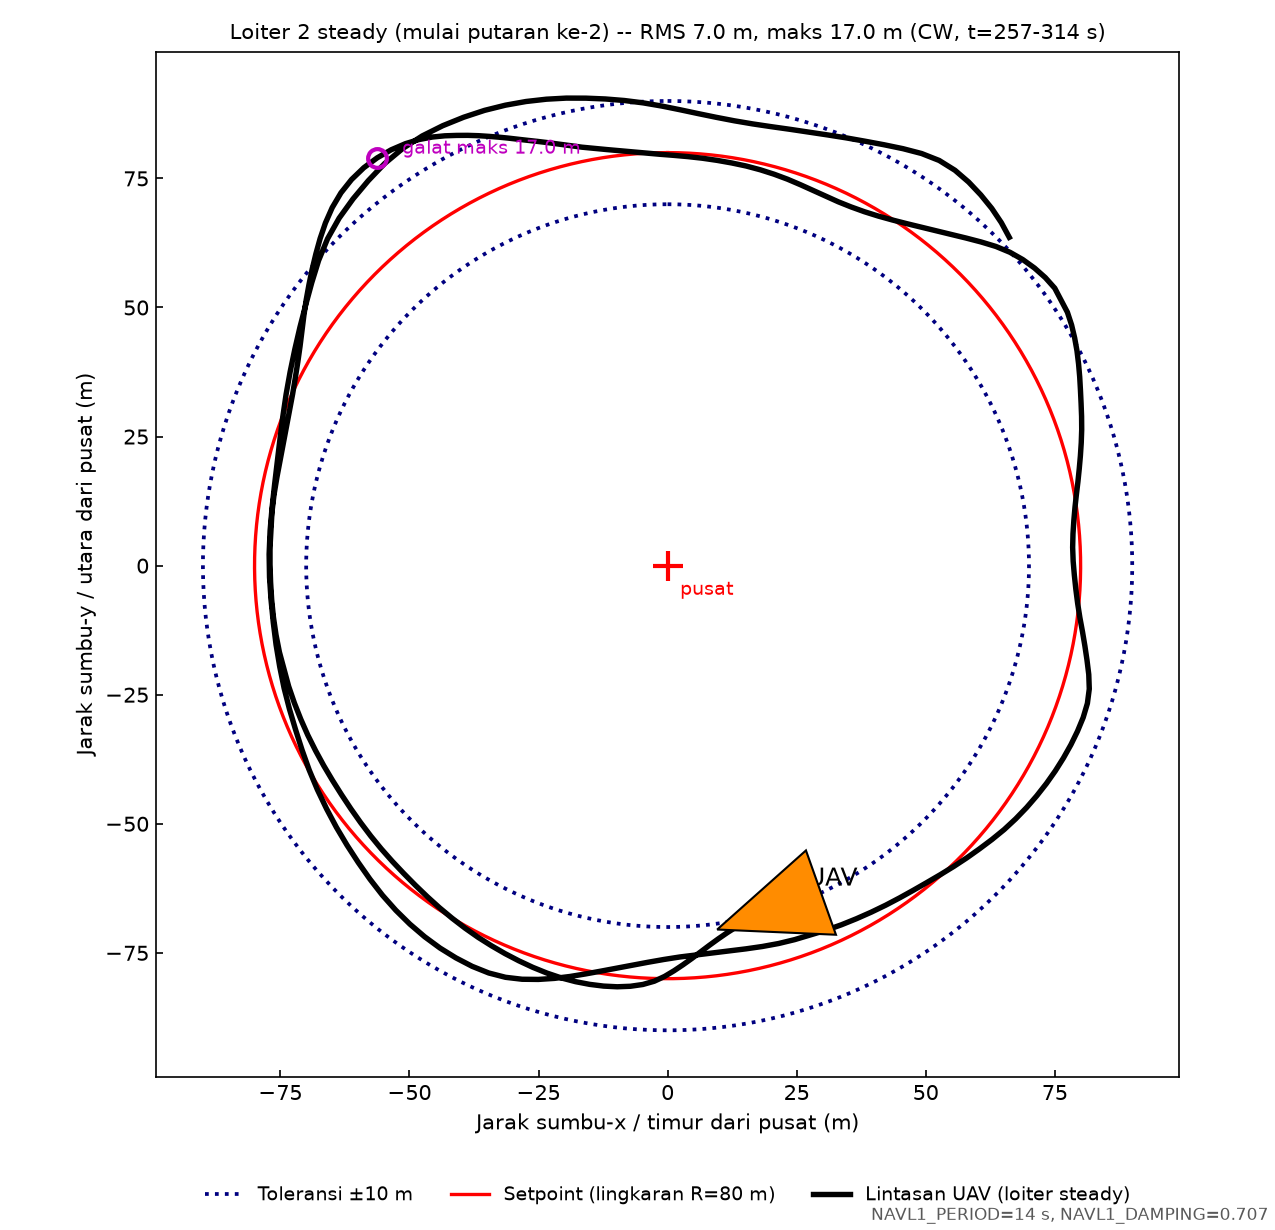 Loiter 2 steady (mulai putaran ke-2) -- RMS 7.0 m, maks 17.0 m (CW, t=257-314 s)
galat maks 17.0 m
75
50
25
0
−25
−50
−75
Jarak sumbu-y / utara dari pusat (m)
pusat
UAV
−75 −50 −25 0 25 50 75
Jarak sumbu-x / timur dari pusat (m)
Toleransi ±10 m Setpoint (lingkaran R=80 m) Lintasan UAV (loiter steady)
NAVL1_PERIOD=14 s, NAVL1_DAMPING=0.707